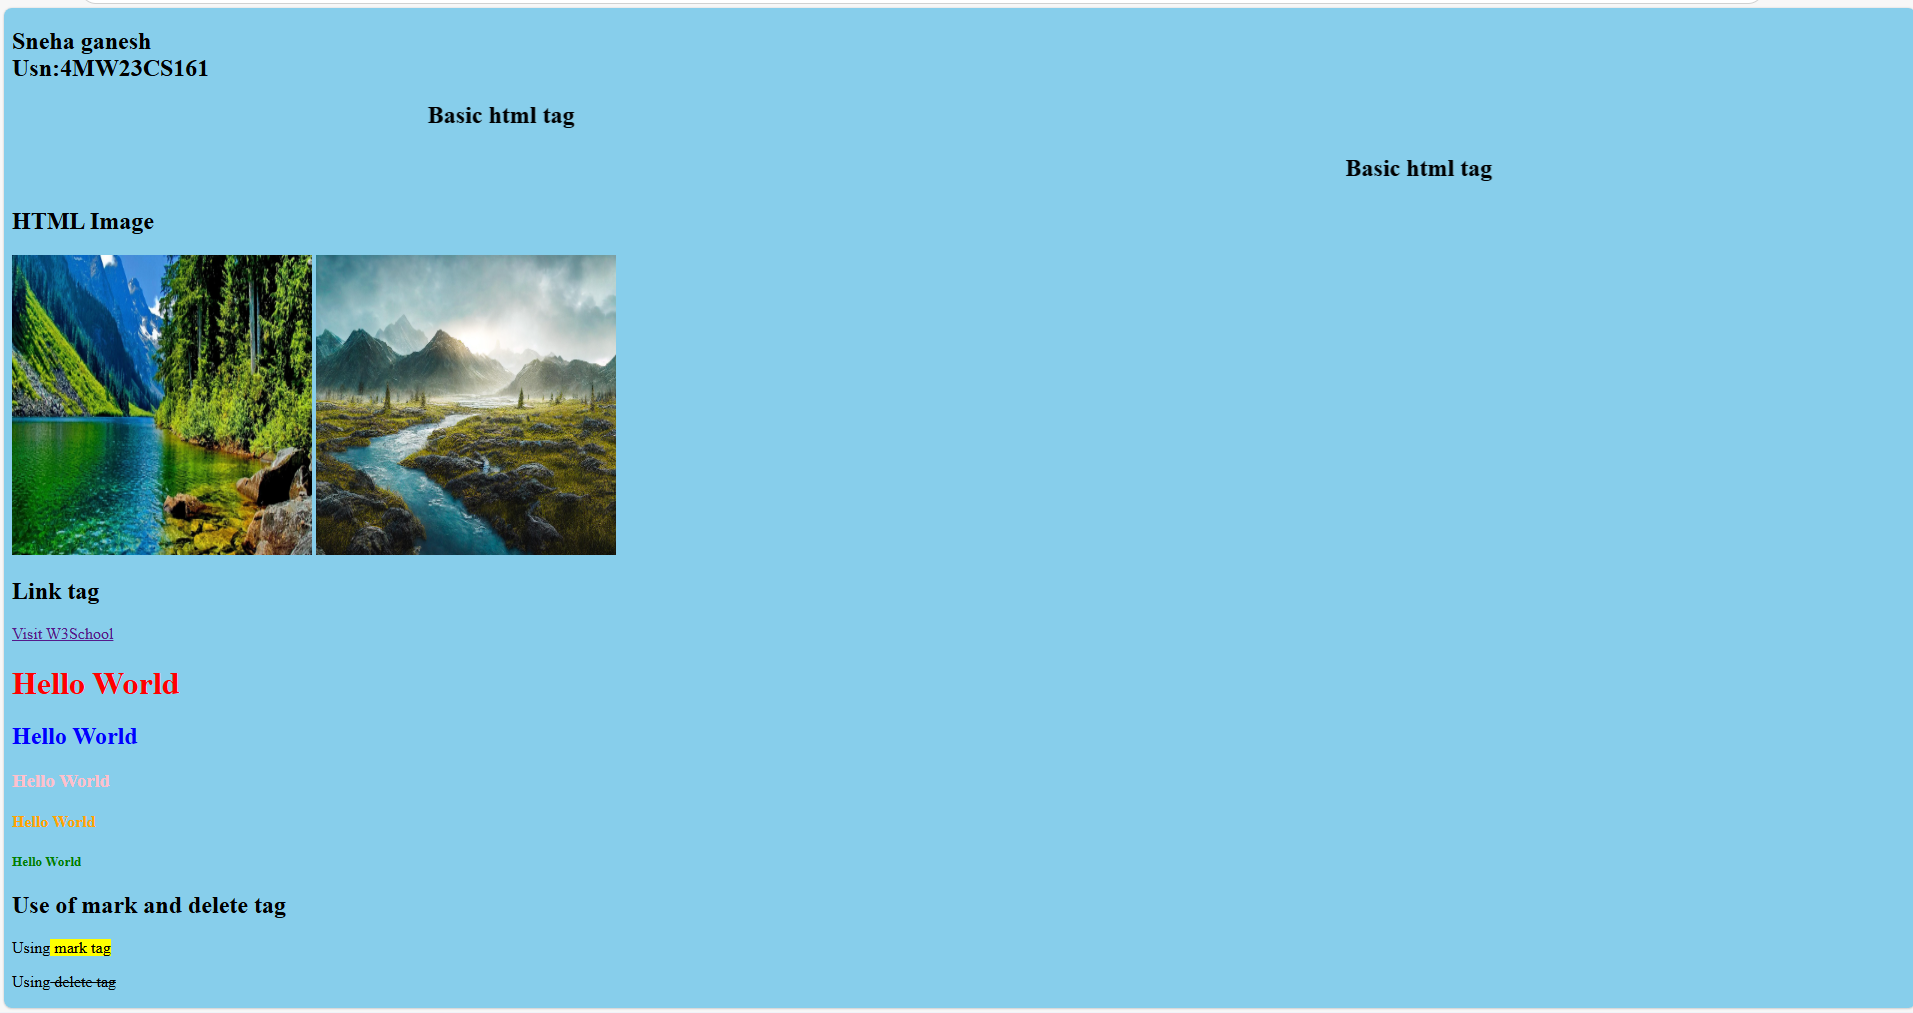 Sneha ganesh
Usn:4MW23CS161
Basic html tag
Basic html tag
HTML Image
Link tag
Visit W3School
Hello World
Hello World
Hello World
Hello World
Hello World
Use of mark and delete tag
Using mark tag
Using delete tag